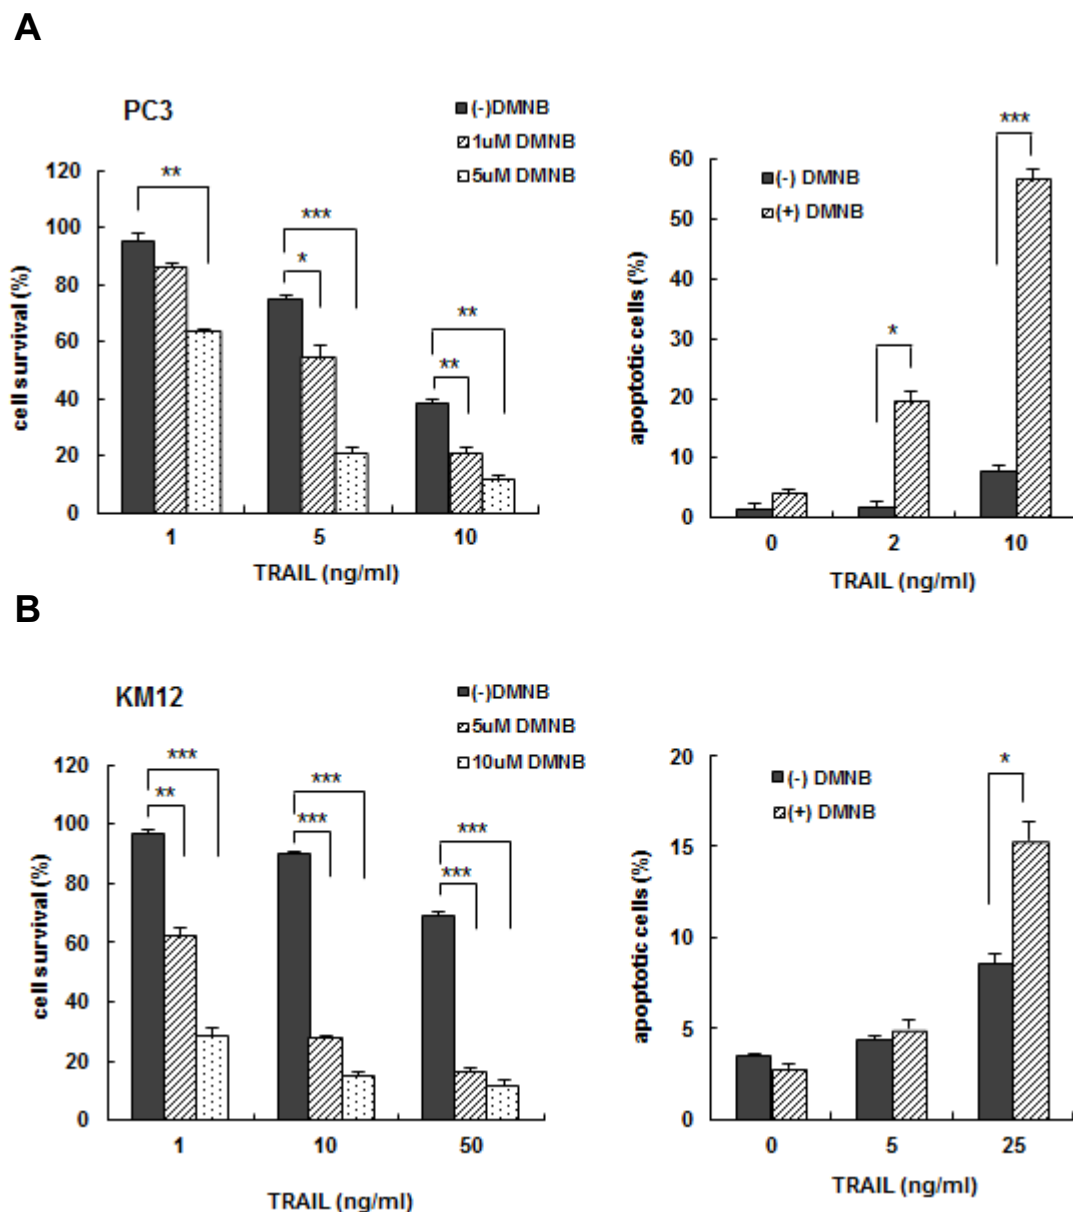 A
PC3
(-)DMNB
1uM DMNB
5uM DMNB
120
100
80
60
40
20
0
cell survival (%)
**
***
*
**
**
1
5
10
TRAIL (ng/ml)
(-) DMNB
(+) DMNB
60
50
40
30
20
10
0
apoptotic cells (%)
*
***
0
2
10
TRAIL (ng/ml)
B
KM12
(-)DMNB
5uM DMNB
10uM DMNB
120
100
80
60
40
20
0
cell survival (%)
***
**
***
***
***
***
1
10
50
TRAIL (ng/ml)
(-) DMNB
(+) DMNB
20
15
10
5
0
apoptotic cells (%)
*
0
5
25
TRAIL (ng/ml)